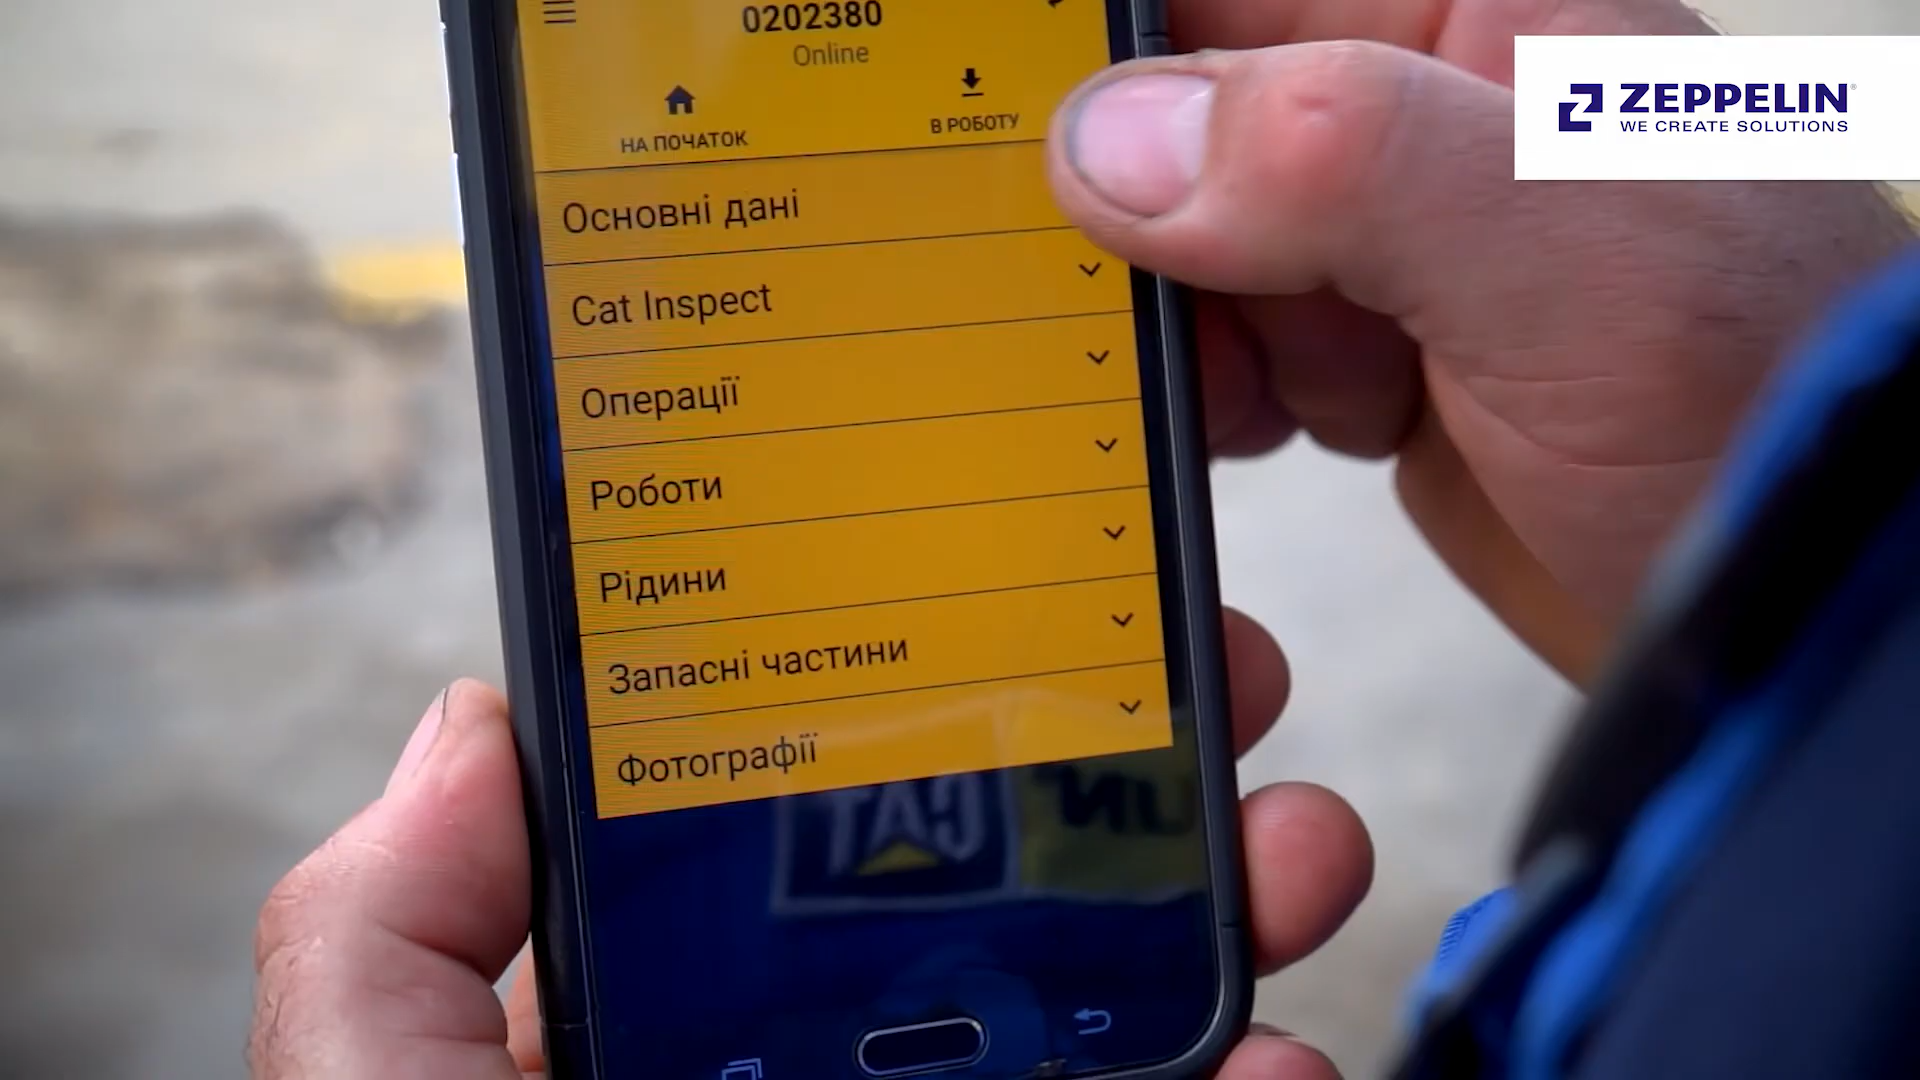 0202380
Online
НА ПОЧАТОК
В РОБОТУ
Основні дані
Cat Inspect
Операції
Роботи
Рідини
Запасні частини
Фотографії
CAT
ZEPPELIN®
WE CREATE SOLUTIONS